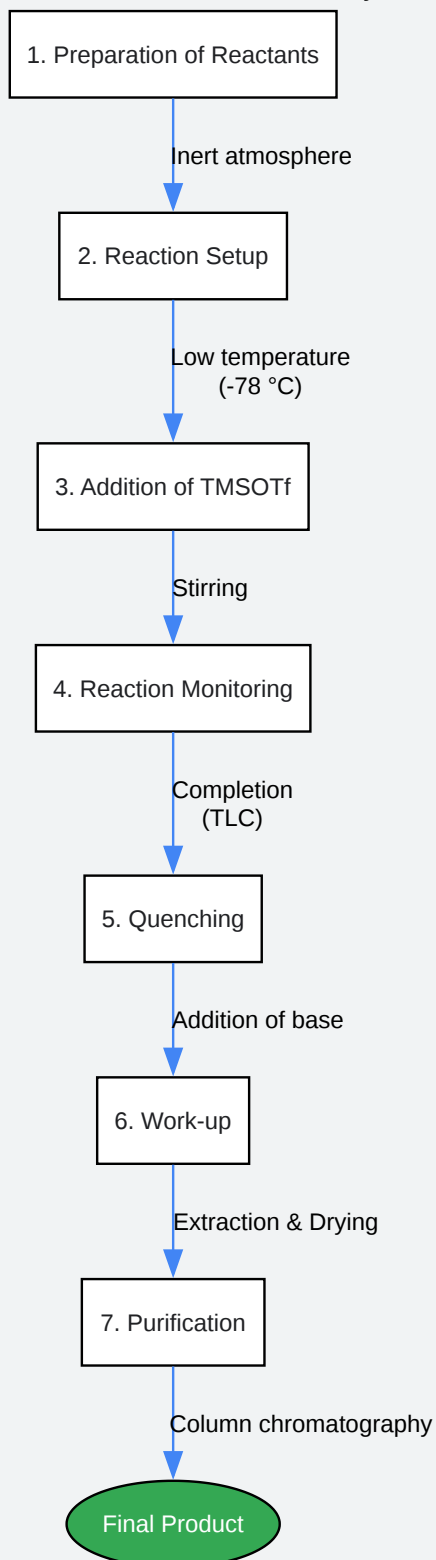 1. Preparation of Reactants
Inert atmosphere
2. Reaction Setup
Low temperature
(-78 °C)
3. Addition of TMSOTf
Stirring
4. Reaction Monitoring
Completion
(TLC)
5. Quenching
Addition of base
6. Work-up
Extraction & Drying
7. Purification
Column chromatography
Final Product